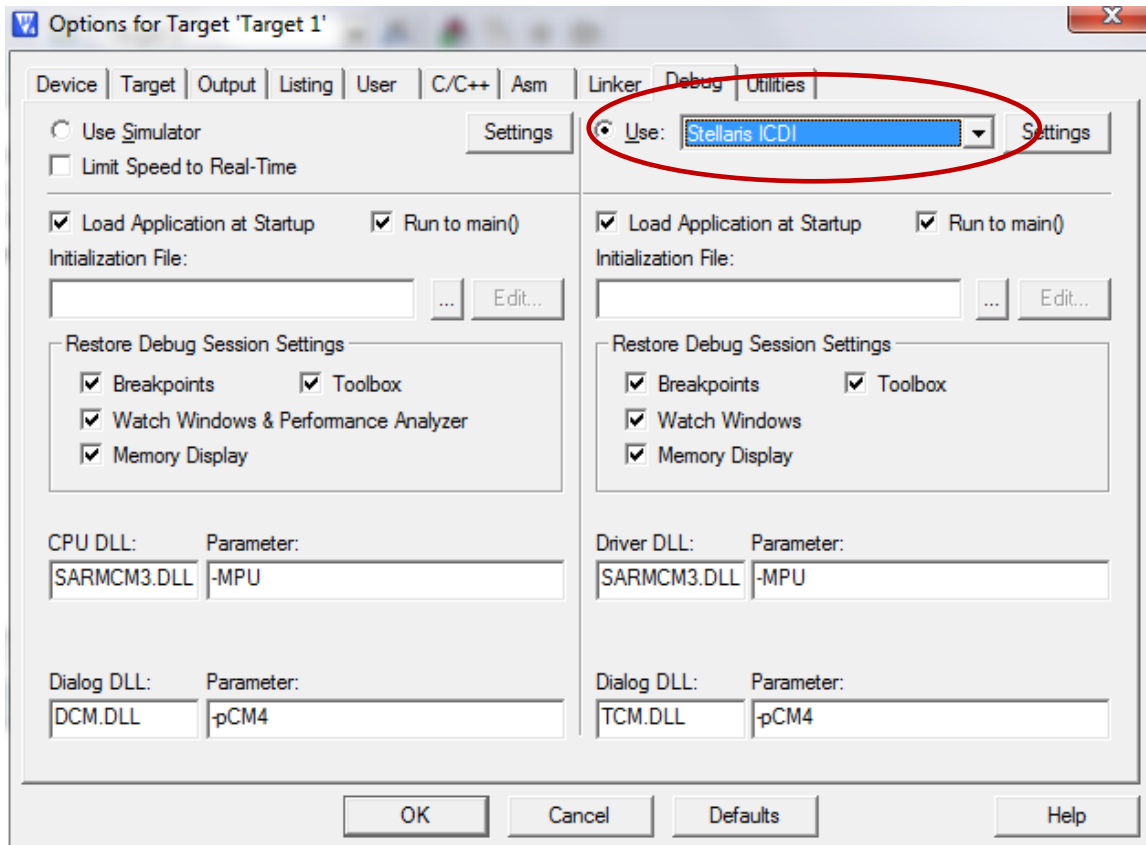 Options for Target 'Target 1'
Device Target Output Listing User C/C++ Asm Linker Debug Utilities
Use Simulator Settings Use: Stellaris ICDI Settings
Limit Speed to Real-Time
Load Application at Startup Run to main() Load Application at Startup Run to main()
Initialization File: Initialization File:
... Edit... ... Edit...
Restore Debug Session Settings Restore Debug Session Settings
Breakpoints Toolbox Breakpoints Toolbox
Watch Windows & Performance Analyzer Watch Windows
Memory Display Memory Display
CPU DLL: Parameter: Driver DLL: Parameter:
SARMCM3.DLL -MPU SARMCM3.DLL -MPU
Dialog DLL: Parameter: Dialog DLL: Parameter:
DCM.DLL -pCM4 TCM.DLL -pCM4
OK Cancel Defaults Help